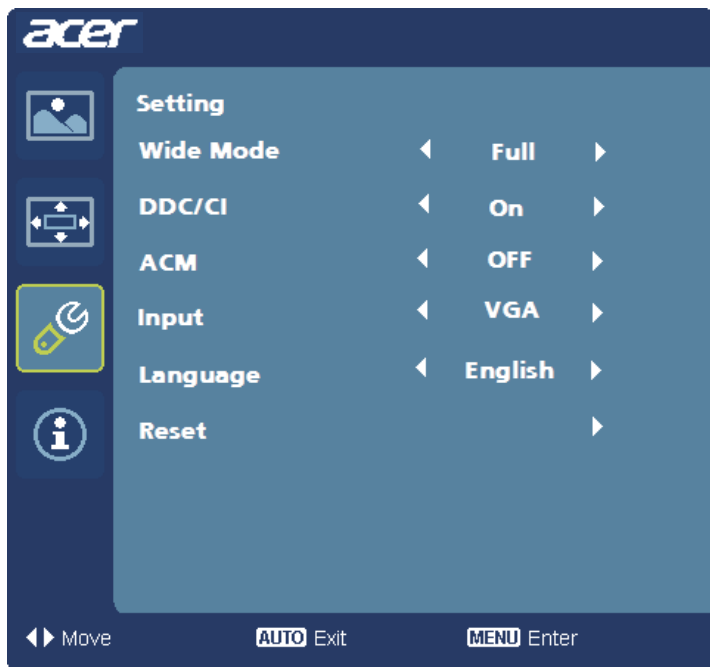 acer
Setting
Wide Mode Full
DDC/CI On
ACM OFF
Input VGA
Language English
Reset
Move AUTO Exit MENU Enter